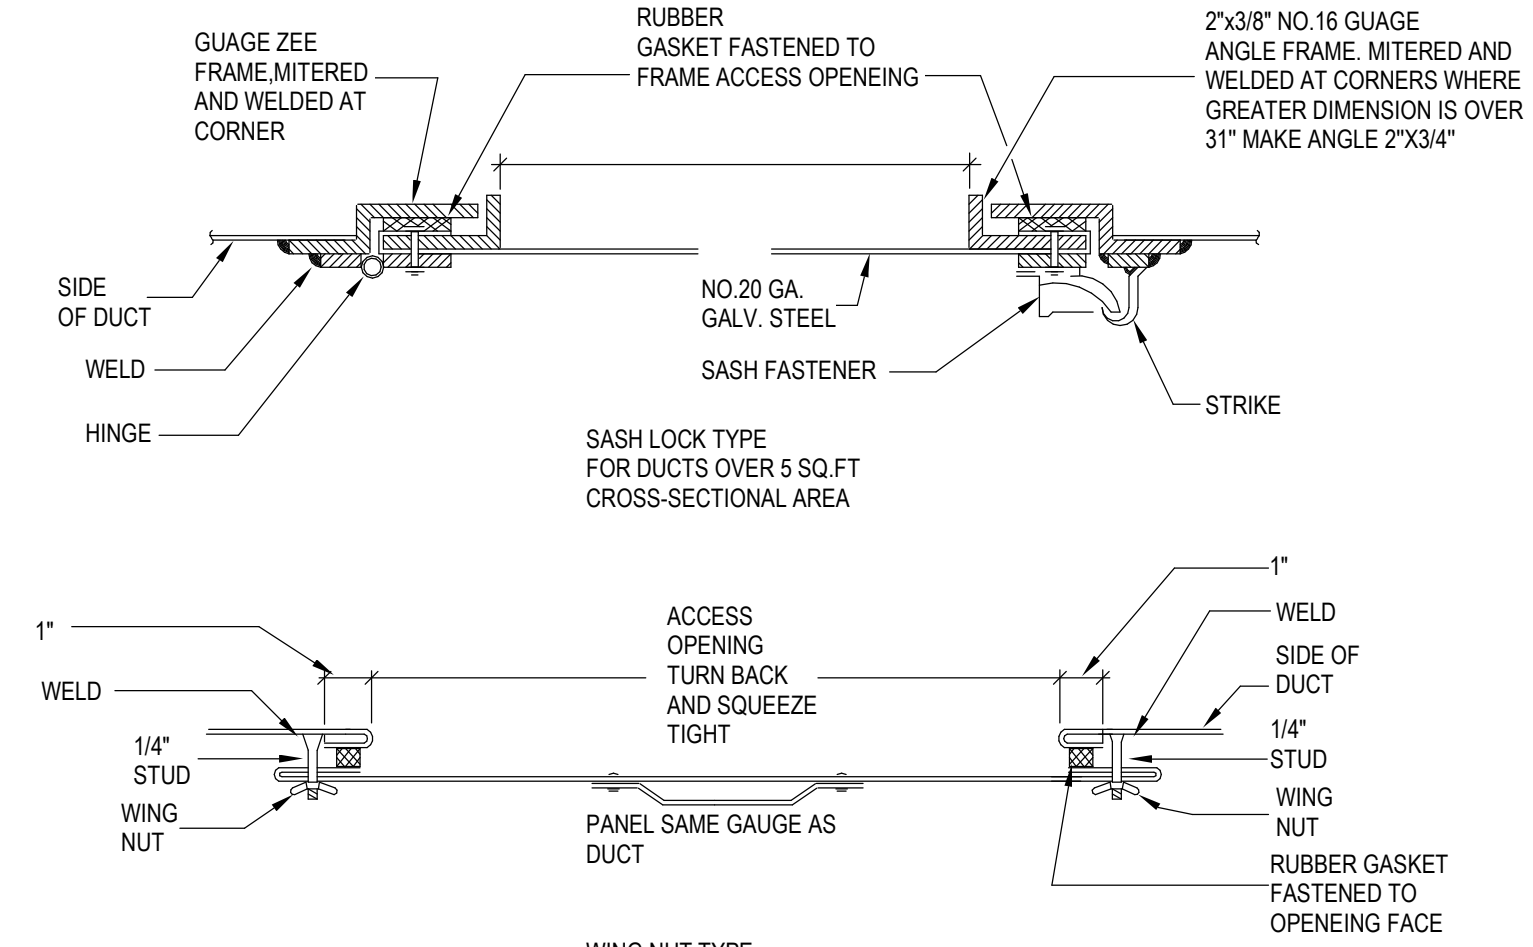 GUAGE ZEE
FRAME,MITERED
AND WELDED AT
CORNER
RUBBER
GASKET FASTENED TO
FRAME ACCESS OPENEING
2"x3/8" NO.16 GUAGE
ANGLE FRAME. MITERED AND
WELDED AT CORNERS WHERE
GREATER DIMENSION IS OVER
31" MAKE ANGLE 2"X3/4"
SIDE
OF DUCT
WELD
HINGE
NO.20 GA.
GALV. STEEL
SASH FASTENER
STRIKE
SASH LOCK TYPE
FOR DUCTS OVER 5 SQ.FT
CROSS-SECTIONAL AREA
1"
WELD
1/4"
STUD
WING
NUT
ACCESS
OPENING
TURN BACK
AND SQUEEZE
TIGHT
PANEL SAME GAUGE AS
DUCT
1"
WELD
SIDE OF
DUCT
1/4"
STUD
WING
NUT
RUBBER GASKET
FASTENED TO
OPENEING FACE
WING NUT TYPE